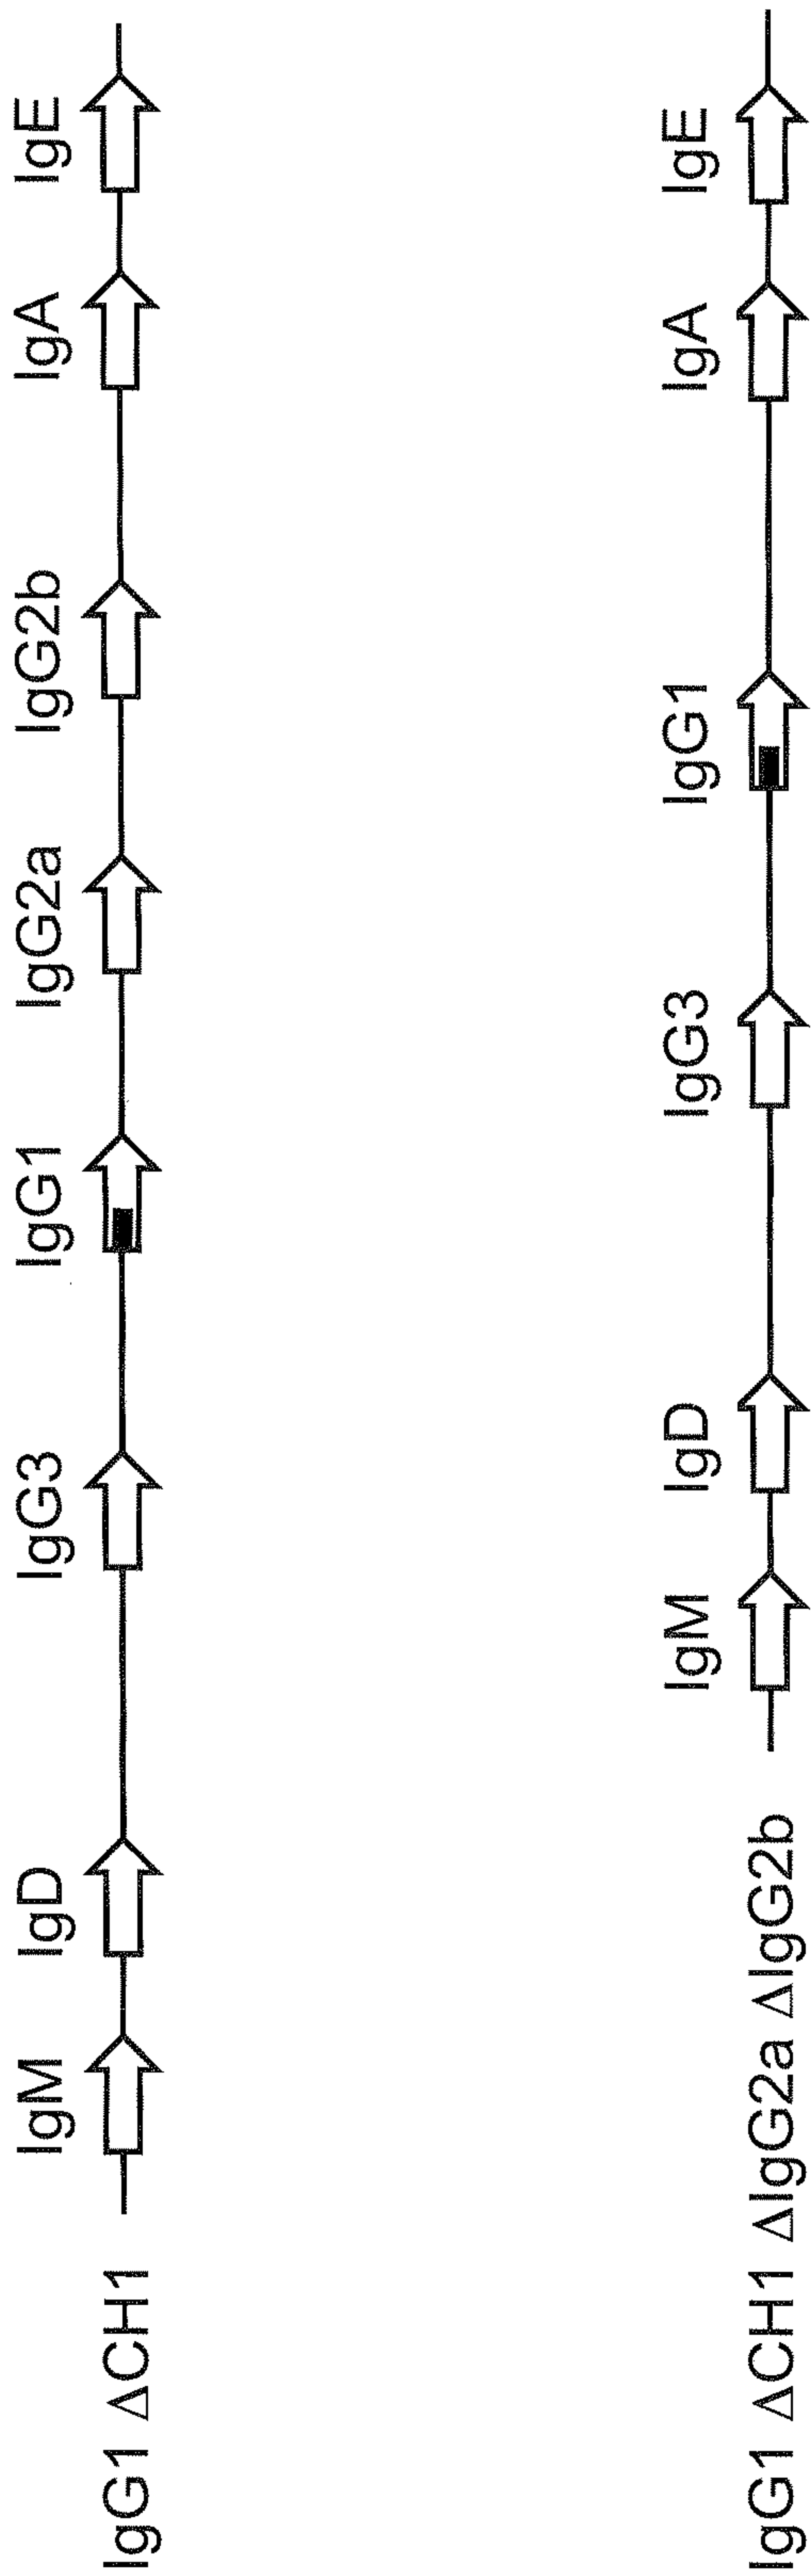 IgG1 ΔCH1
IgM IgD IgG3 IgG1 IgG2a IgG2b IgA IgE
IgG1 ΔCH1 ΔIgG2a ΔIgG2b
IgM IgD IgG3 IgG1 IgA IgE